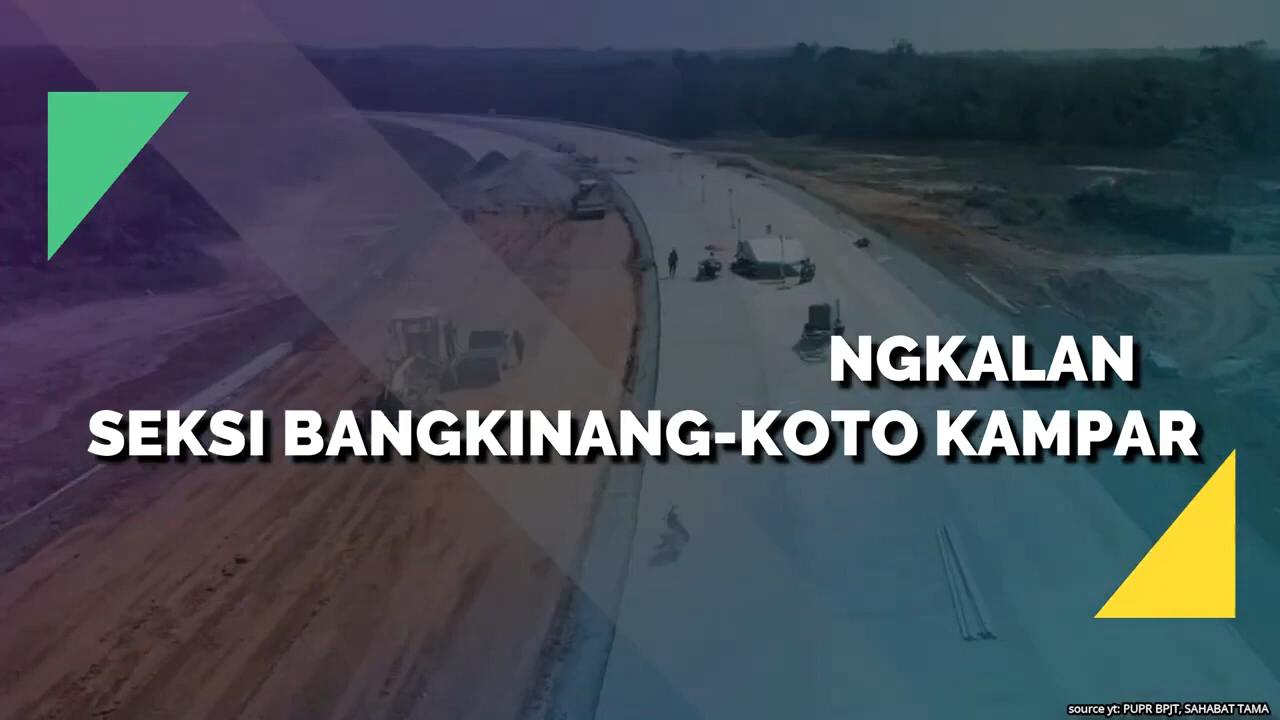 NGKALAN
SEKSI BANGKINANG-KOTO KAMPAR
source yt: PUPR BPJT, SAHABAT TAMA